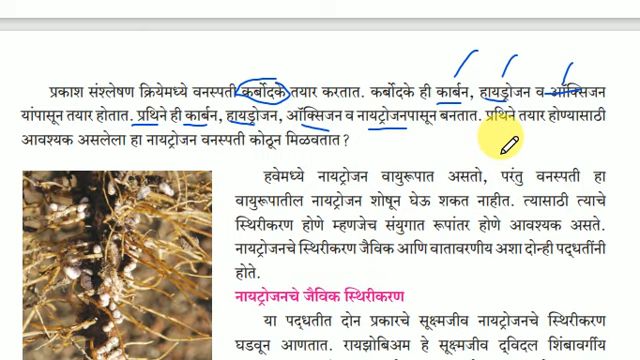 प्रकाश संश्लेषण क्रियेमध्ये वनस्पती कर्बोदके तयार करतात. कर्बोदके ही कार्बन, हायड्रोजन व ऑक्सिजन
यांपासून तयार होतात. प्रथिने ही कार्बन, हायड्रोजन, ऑक्सिजन व नायट्रोजनपासून बनतात. प्रथिने तयार होण्यासाठी
आवश्यक असलेला हा नायट्रोजन वनस्पती कोठून मिळवतात ?
हवेमध्ये नायट्रोजन वायुरूपात असतो, परंतु वनस्पती हा
वायुरूपातील नायट्रोजन शोषून घेऊ शकत नाहीत. त्यासाठी त्याचे
स्थिरीकरण होणे म्हणजेच संयुगात रूपांतर होणे आवश्यक असते.
नायट्रोजनचे स्थिरीकरण जैविक आणि वातावरणीय अशा दोन्ही पद्धतींनी
होते.
नायट्रोजनचे जैविक स्थिरीकरण
या पद्धतीत दोन प्रकारचे सूक्ष्मजीव नायट्रोजनचे स्थिरीकरण
घडवून आणतात. रायझोबिअम हे सूक्ष्मजीव द्‌विदल शिंबावर्गीय